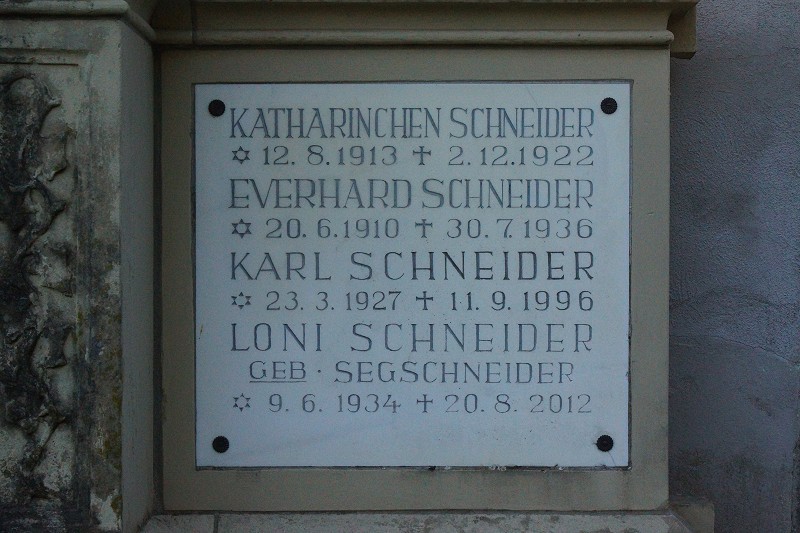 KATHARINCHEN SCHNEIDER
✡ 12. 8. 1913 ✝ 2. 12. 1922
EVERHARD SCHNEIDER
✡ 20. 6. 1910 ✝ 30. 7. 1936
KARL SCHNEIDER
✡ 23. 3. 1927 ✝ 11. 9. 1996
LONI SCHNEIDER
GEB · SEGSCHNEIDER
✡ 9. 6. 1934 ✝ 20. 8. 2012